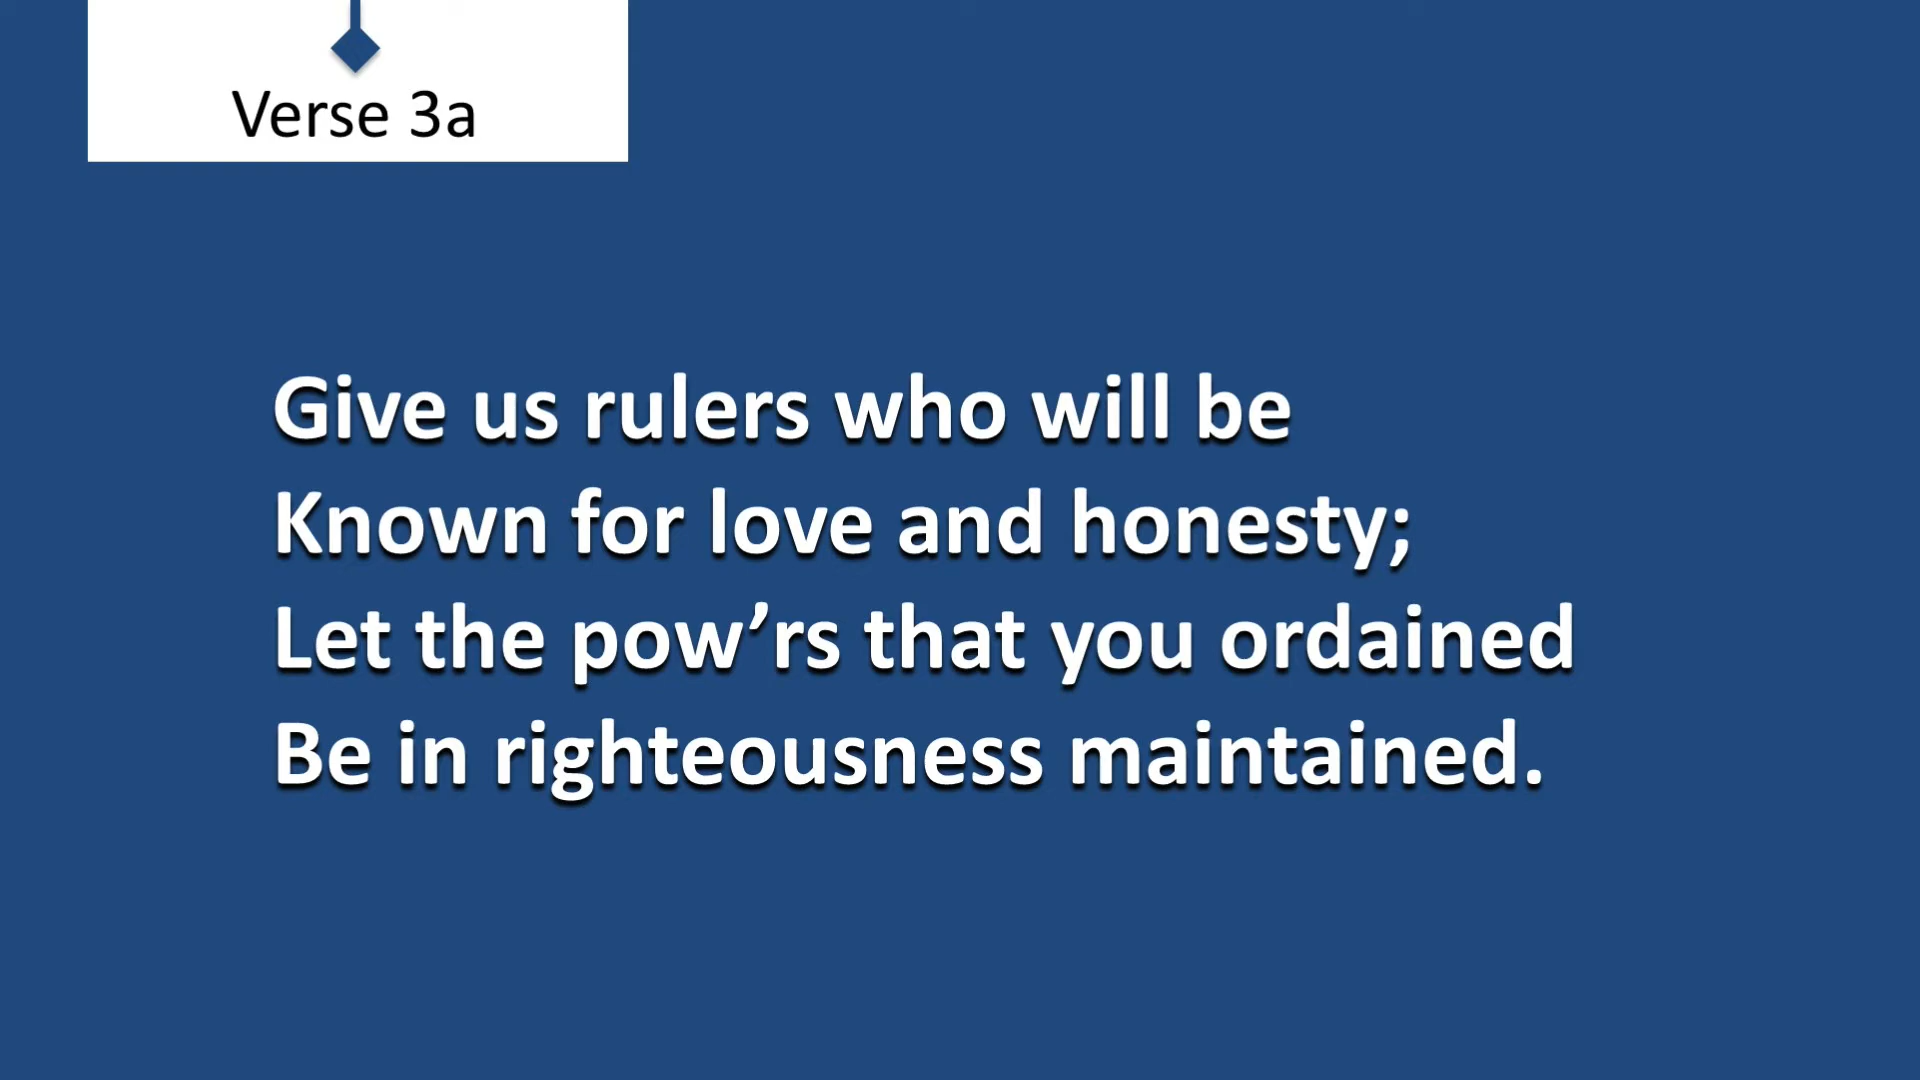 Verse 3a
Give us rulers who will be
Known for love and honesty;
Let the pow’rs that you ordained
Be in righteousness maintained.